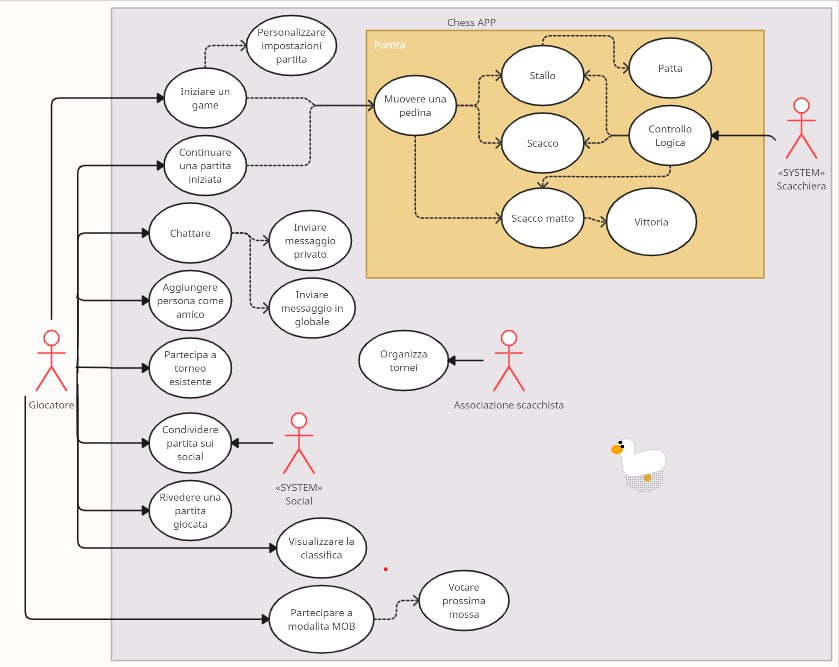 Chess APP
Personalizzare
impostazioni
partita
Partita
Stallo
Patta
Iniziare un
game
Muovere una
pedina
Continuare
una partita
iniziata
Scacco
Controllo
Logica
«SYSTEM»
Scacchiera
Scacco matto
Vittoria
Chattare
Inviare
messaggio
privato
Aggiungere
persona come
amico
Inviare
messaggio in
globale
Giocatore
Partecipa a
torneo
esistente
Organizza
tornei
Associazione scacchista
Condividere
partita sui
social
«SYSTEM»
Social
Rivedere una
partita
giocata
Visualizzare la
classifica
Partecipare a
modalita MOB
Votare
prossima
mossa